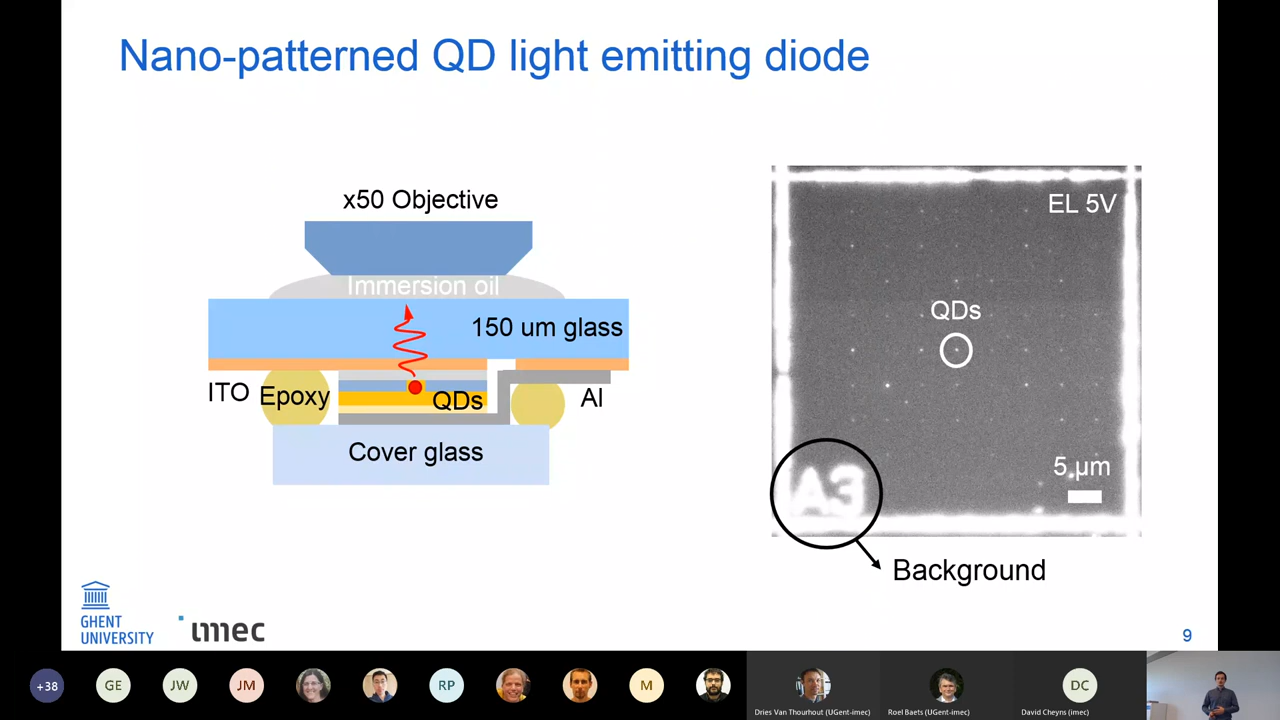 Nano-patterned QD light emitting diode
x50 Objective
Immersion oil
150 um glass
ITO
Epoxy
QDs
Al
Cover glass
EL 5V
QDs
A3
5 µm
Background
GHENT
UNIVERSITY
imec
9
+38
GE
JW
JM
RP
M
DC
Dries Van Thourhout (UGent-imec)
Roel Baets (UGent-imec)
David Cheyns (imec)